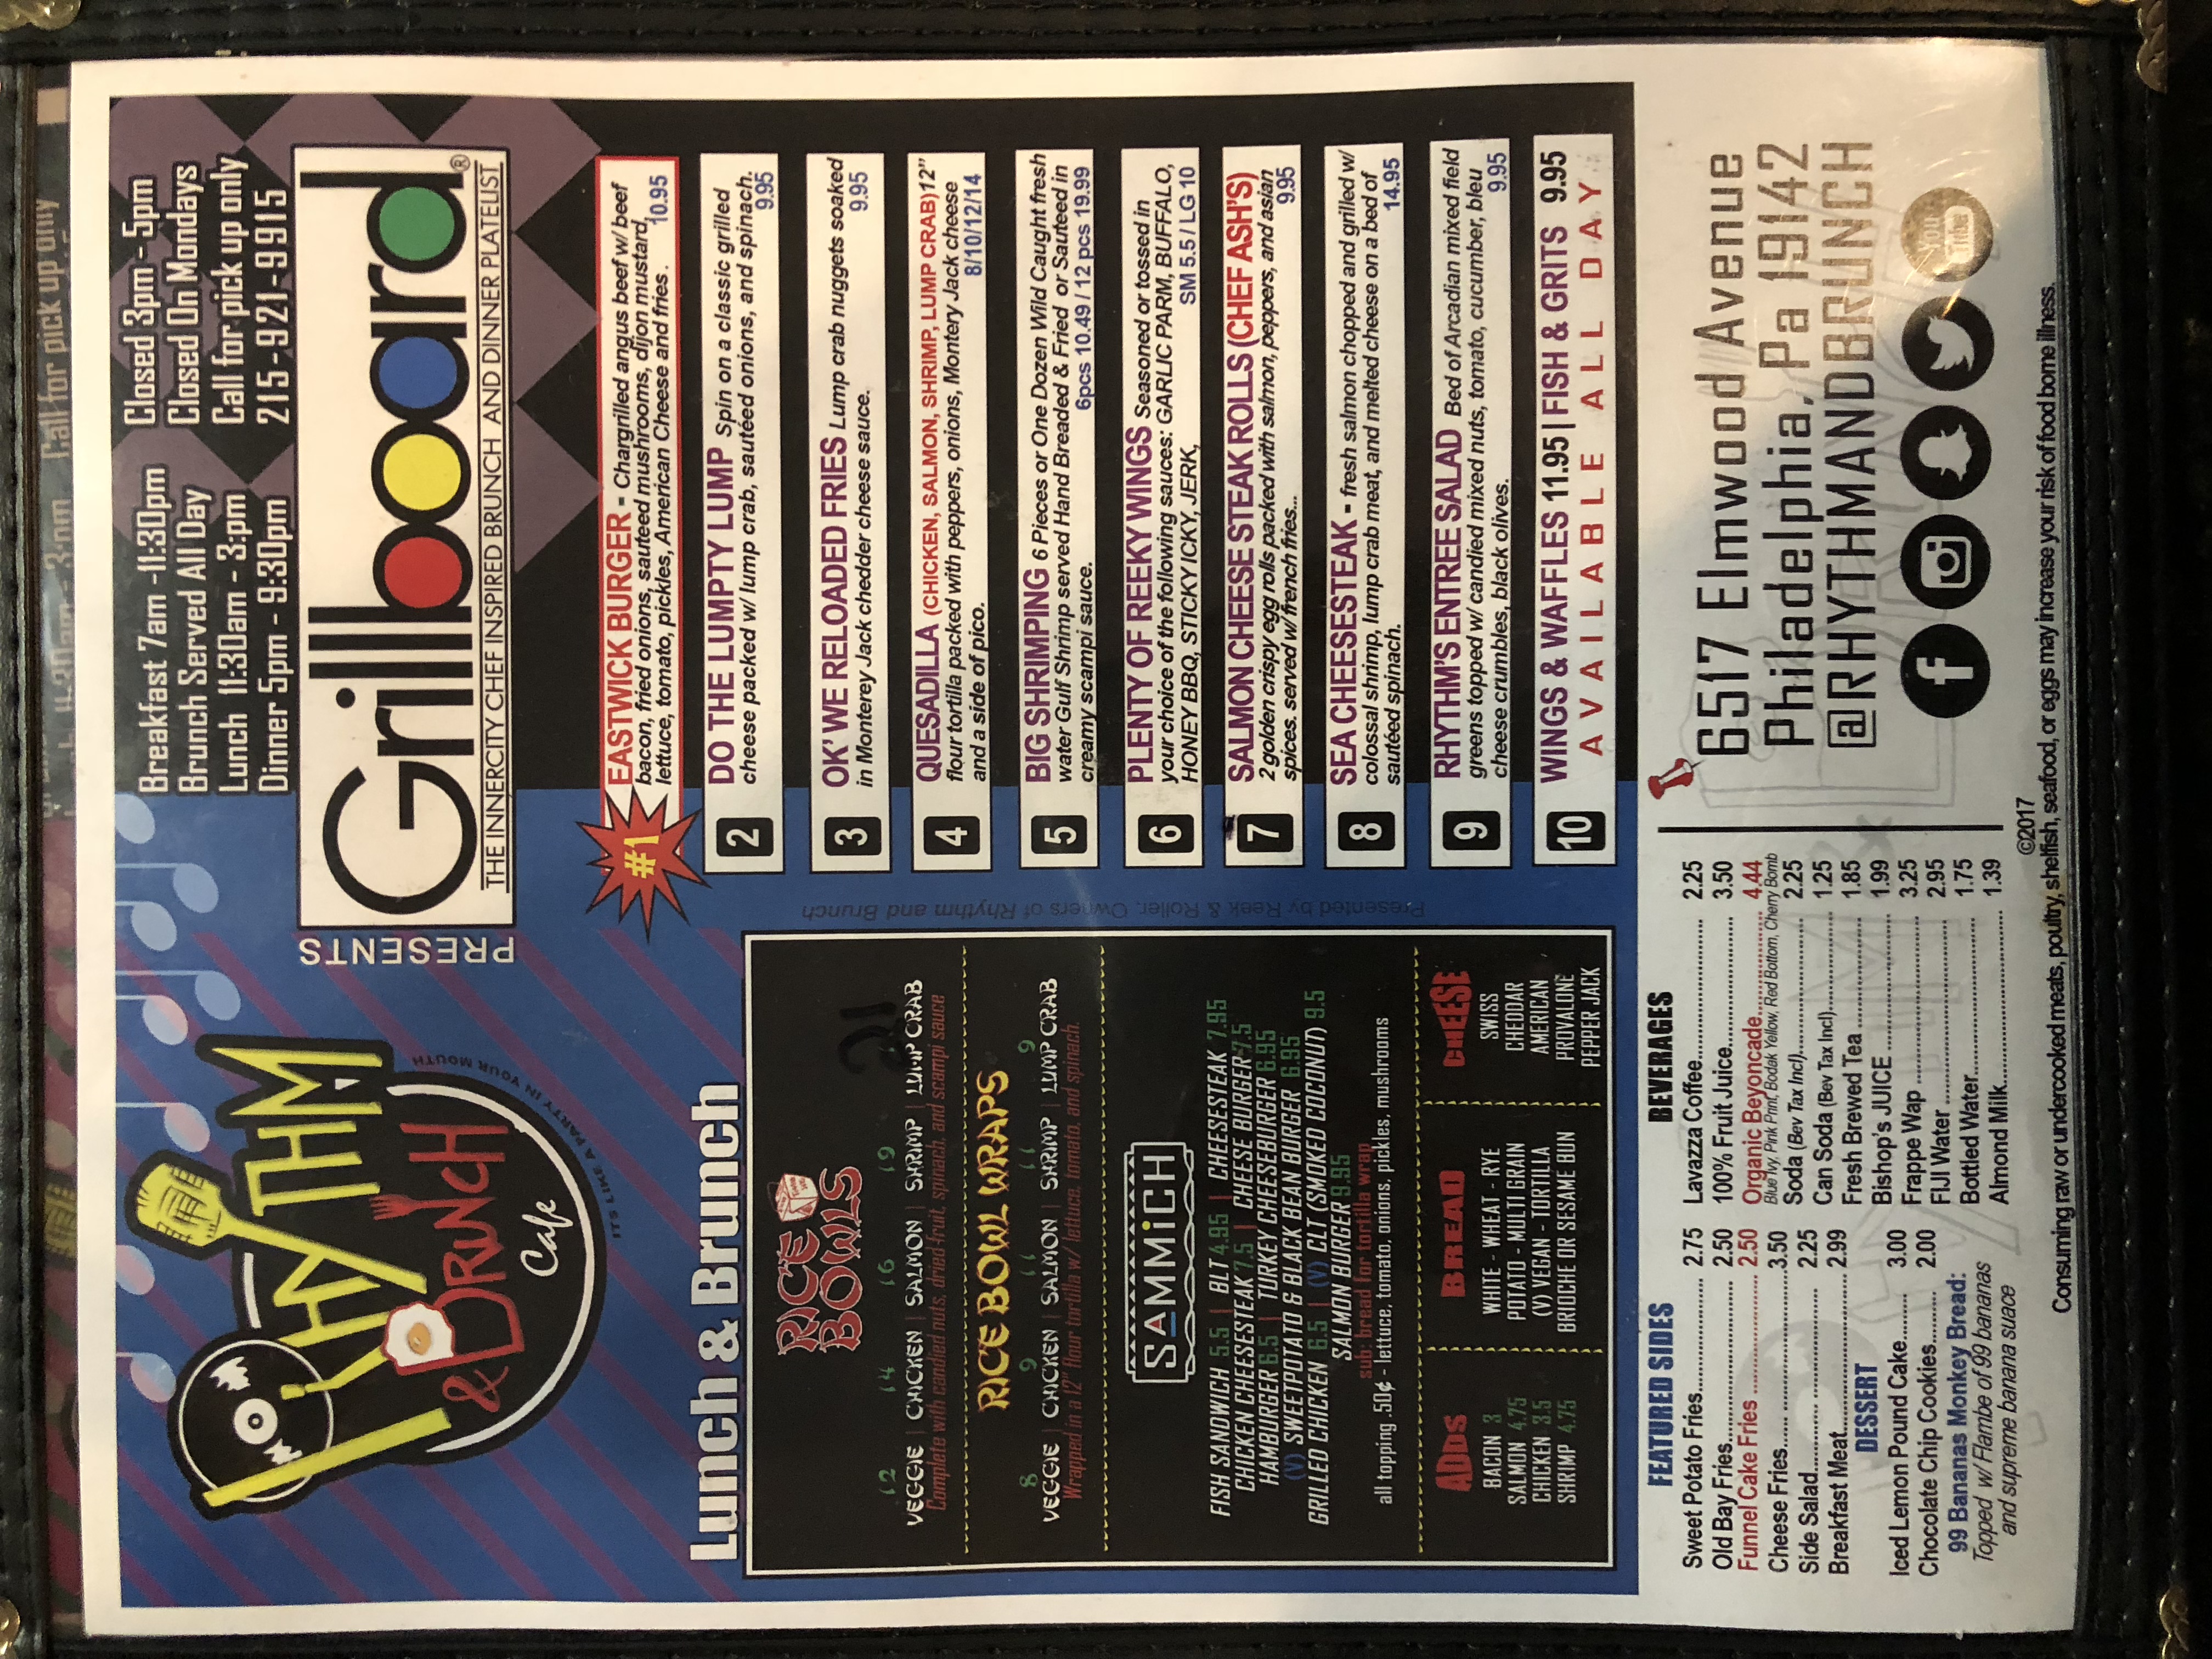 Call for pick up only
Breakfast 7am -11:30pm
Brunch Served All Day
Lunch 11:30am - 3:pm
Dinner 5pm - 9:30pm
Closed 3pm - 5pm
Closed On Mondays
Call for pick up only
215-921-9915
RHYTHM
& BRUNCH
Cafe
ITS LIKE A PARTY IN YOUR MOUTH
PRESENTS
Grillboard®
THE INNERCITY CHEF INSPIRED BRUNCH AND DINNER PLATELIST
Lunch & Brunch
RICE
BOWLS
12 14 16 19 21
VEGGIE | CHICKEN | SALMON | SHRIMP | LUMP CRAB
Complete with candied nuts, dried fruit, spinach, and scampi sauce
RICE BOWL WRAPS
8 9 11 11 9
VEGGIE | CHICKEN | SALMON | SHRIMP | LUMP CRAB
Wrapped in a 12" flour tortilla w/ lettuce, tomato, and spinach.
SAMMiCH
FISH SANDWICH 5.5 | BLT 4.95 | CHEESESTEAK 7.95
CHICKEN CHEESESTEAK 7.5 | CHEESE BURGER 7.5
HAMBURGER 6.5 | TURKEY CHEESEBURGER 6.95
(V) SWEETPOTATO & BLACK BEAN BURGER 6.95
GRILLED CHICKEN 6.5 | (V) CLT (SMOKED COCONUT) 9.5
SALMON BURGER 9.95
sub: bread for tortilla wrap
all topping .50¢ - lettuce, tomato, onions, pickles, mushrooms
ADDS
BACON 3
SALMON 4.75
CHICKEN 3.5
SHRIMP 4.75
BREAD
WHITE - WHEAT - RYE
POTATO - MULTI GRAIN
(V) VEGAN - TORTILLA
BRIOCHE OR SESAME BUN
CHEESE
SWISS
CHEDDAR
AMERICAN
PROVALONE
PEPPER JACK
Presented by Reek & Roller. Owners of Rhythm and Brunch
#1
EASTWICK BURGER - Chargrilled angus beef w/ beef
bacon, fried onions, sauteed mushrooms, dijon mustard,
lettuce, tomato, pickles, American Cheese and fries. 10.95
2
DO THE LUMPTY LUMP Spin on a classic grilled
cheese packed w/ lump crab, sautéed onions, and spinach.
9.95
3
OK' WE RELOADED FRIES Lump crab nuggets soaked
in Monterey Jack chedder cheese sauce. 9.95
4
QUESADILLA (CHICKEN, SALMON, SHRIMP, LUMP CRAB)12”
flour tortilla packed with peppers, onions, Montery Jack cheese
and a side of pico. 8/10/12/14
5
BIG SHRIMPING 6 Pieces or One Dozen Wild Caught fresh
water Gulf Shrimp served Hand Breaded & Fried or Sauteed in
creamy scampi sauce. 6pcs 10.49 / 12 pcs 19.99
6
PLENTY OF REEKY WINGS Seasoned or tossed in
your choice of the following sauces: GARLIC PARM, BUFFALO,
HONEY BBQ, STICKY ICKY, JERK, SM 5.5 / LG 10
7
SALMON CHEESE STEAK ROLLS (CHEF ASH'S)
2 golden crispy egg rolls packed with salmon, peppers, and asian
spices. served w/ french fries... 9.95
8
SEA CHEESESTEAK - fresh salmon chopped and grilled w/
colossal shrimp, lump crab meat, and melted cheese on a bed of
sautéed spinach. 14.95
9
RHYTHM'S ENTREE SALAD Bed of Arcadian mixed field
greens topped w/ candied mixed nuts, tomato, cucumber, bleu
cheese crumbles, black olives. 9.95
10
WINGS & WAFFLES 11.95 | FISH & GRITS 9.95
AVAILABLE ALL DAY
FEATURED SIDES
Sweet Potato Fries...................... 2.75
Old Bay Fries.............................. 2.50
Funnel Cake Fries ...................... 2.50
Cheese Fries...... .......................3.50
Side Salad............ .................... 2.25
Breakfast Meat............................ 2.99
DESSERT
Iced Lemon Pound Cake......... 3.00
Chocolate Chip Cookies.......... 2.00
99 Bananas Monkey Bread:
Topped w/ Flambe of 99 bananas
and supreme banana suace
BEVERAGES
Lavazza Coffee........................... 2.25
100% Fruit Juice......................... 3.50
Organic Beyoncade.................... 4.44
Blue Ivy, Pink Print, Bodak Yellow, Red Bottom, Cherry Bomb
Soda (Bev Tax Incl)........................... 2.25
Can Soda (Bev Tax Incl).................... 1.25
Fresh Brewed Tea ...................... 1.85
Bishop's JUICE ........................... 1.99
Frappe Wap ................................ 3.25
FIJI Water .................................... 2.95
Bottled Water............................... 1.75
Almond Milk................................. 1.39
6517 Elmwood Avenue
Philadelphia, Pa 19142
@RHYTHMANDBRUNCH
You
Tube
©2017
Consuming raw or undercooked meats, poultry, shelfish, seafood, or eggs may increase your risk of food borne illness.